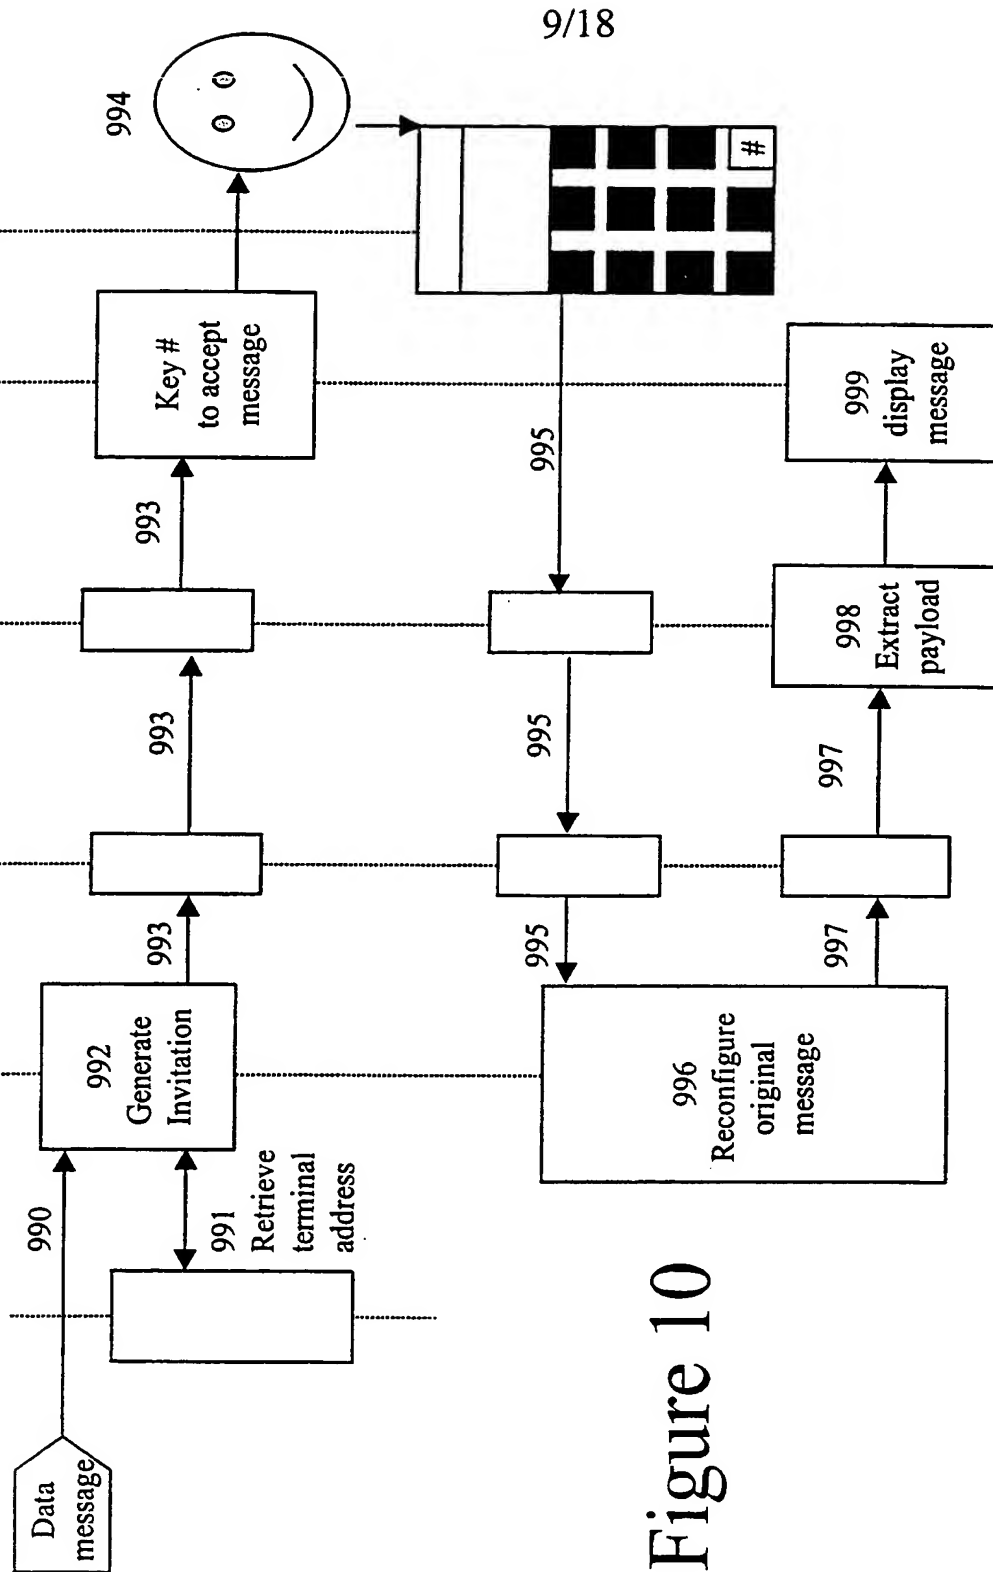 9/18
Data
message
990
991
Retrieve
terminal
address
992
Generate
Invitation
993
993
993
Key #
to accept
message
994
#
995
995
995
996
Reconfigure
original
message
997
997
998
Extract
payload
999
display
message
Figure 10